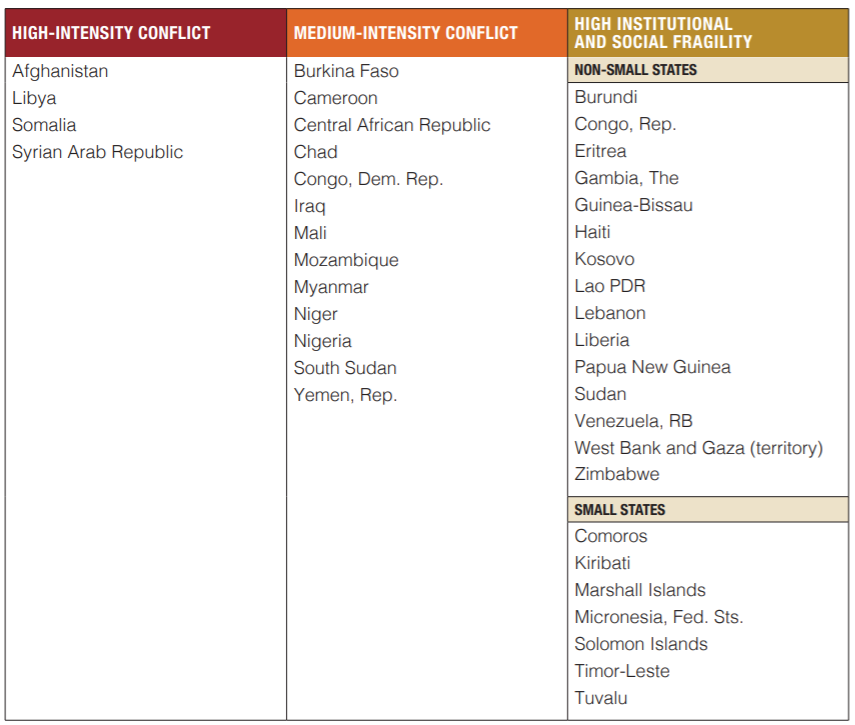 HIGH-INTENSITY CONFLICT
Afghanistan
Libya
Somalia
Syrian Arab Republic
MEDIUM-INTENSITY CONFLICT
Burkina Faso
Cameroon
Central African Republic
Chad
Congo, Dem. Rep.
Iraq
Mali
Mozambique
Myanmar
Niger
Nigeria
South Sudan
Yemen, Rep.
HIGH INSTITUTIONAL
AND SOCIAL FRAGILITY
NON-SMALL STATES
Burundi
Congo, Rep.
Eritrea
Gambia, The
Guinea-Bissau
Haiti
Kosovo
Lao PDR
Lebanon
Liberia
Papua New Guinea
Sudan
Venezuela, RB
West Bank and Gaza (territory)
Zimbabwe
SMALL STATES
Comoros
Kiribati
Marshall Islands
Micronesia, Fed. Sts.
Solomon Islands
Timor-Leste
Tuvalu